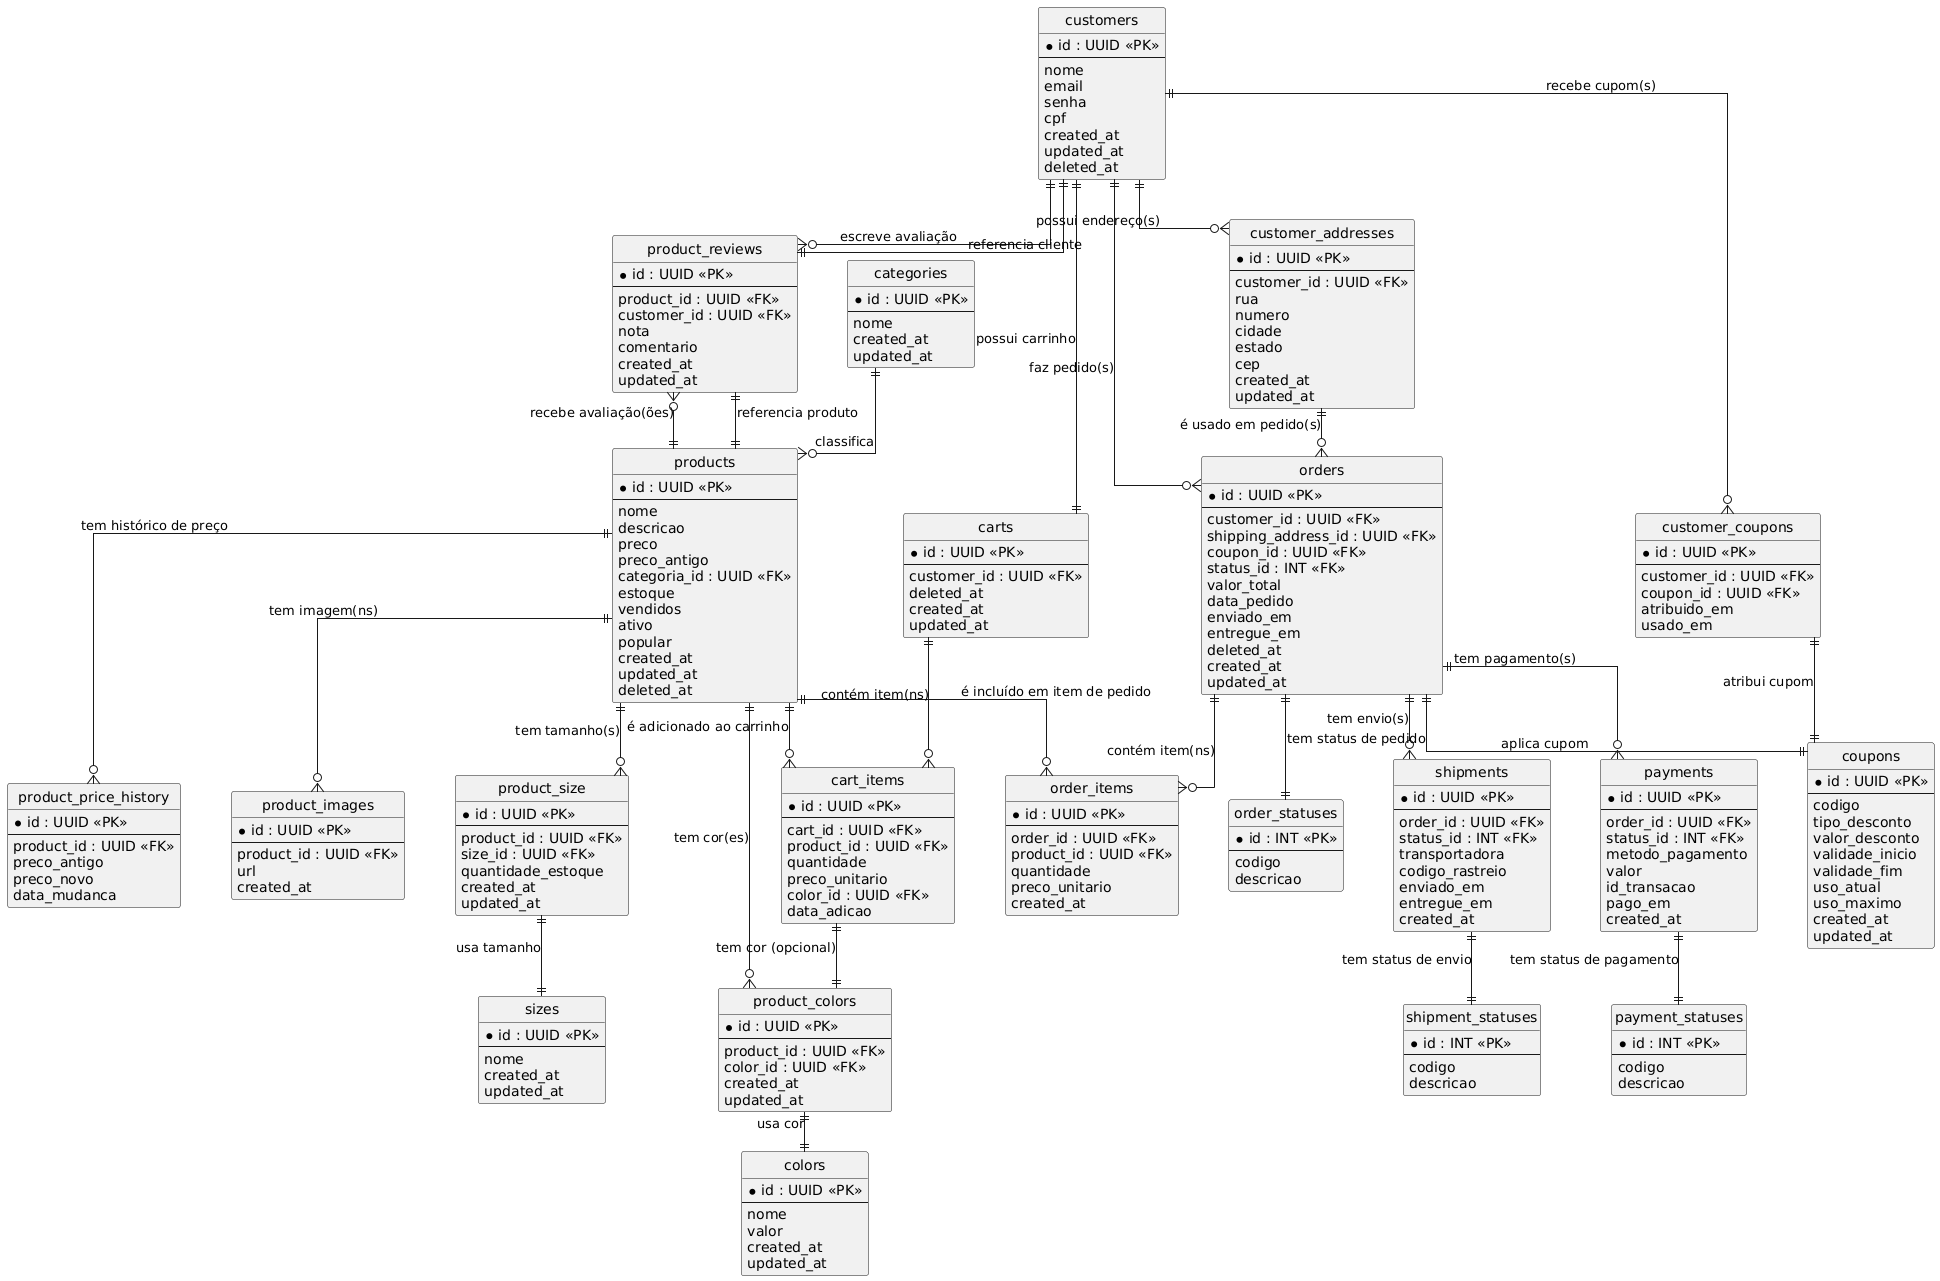 customers
id : UUID «PK»
nome
email
senha
cpf
created_at
updated_at
deleted_at
recebe cupom(s)
possui endereço(s)
escreve avaliação
referencia cliente
product_reviews
id : UUID «PK»
product_id : UUID «FK»
customer_id : UUID «FK»
nota
comentario
created_at
updated_at
categories
id : UUID «PK»
nome
created_at
updated_at
customer_addresses
id : UUID «PK»
customer_id : UUID «FK»
rua
numero
cidade
estado
cep
created_at
updated_at
possui carrinho
faz pedido(s)
recebe avaliação(ões)
referencia produto
classifica
é usado em pedido(s)
products
id : UUID «PK»
nome
descricao
preco
preco_antigo
categoria_id : UUID «FK»
estoque
vendidos
ativo
popular
created_at
updated_at
deleted_at
carts
id : UUID «PK»
customer_id : UUID «FK»
deleted_at
created_at
updated_at
orders
id : UUID «PK»
customer_id : UUID «FK»
shipping_address_id : UUID «FK»
coupon_id : UUID «FK»
status_id : INT «FK»
valor_total
data_pedido
enviado_em
entregue_em
deleted_at
created_at
updated_at
customer_coupons
id : UUID «PK»
customer_id : UUID «FK»
coupon_id : UUID «FK»
atribuido_em
usado_em
tem histórico de preço
tem imagem(ns)
tem pagamento(s)
atribui cupom
contém item(ns)
é incluído em item de pedido
tem tamanho(s)
é adicionado ao carrinho
tem envio(s)
tem status de pedido
contém item(ns)
aplica cupom
tem cor(es)
product_price_history
id : UUID «PK»
product_id : UUID «FK»
preco_antigo
preco_novo
data_mudanca
product_images
id : UUID «PK»
product_id : UUID «FK»
url
created_at
product_size
id : UUID «PK»
product_id : UUID «FK»
size_id : UUID «FK»
quantidade_estoque
created_at
updated_at
cart_items
id : UUID «PK»
cart_id : UUID «FK»
product_id : UUID «FK»
quantidade
preco_unitario
color_id : UUID «FK»
data_adicao
order_items
id : UUID «PK»
order_id : UUID «FK»
product_id : UUID «FK»
quantidade
preco_unitario
created_at
order_statuses
id : INT «PK»
codigo
descricao
shipments
id : UUID «PK»
order_id : UUID «FK»
status_id : INT «FK»
transportadora
codigo_rastreio
enviado_em
entregue_em
created_at
payments
id : UUID «PK»
order_id : UUID «FK»
status_id : INT «FK»
metodo_pagamento
valor
id_transacao
pago_em
created_at
coupons
id : UUID «PK»
codigo
tipo_desconto
valor_desconto
validade_inicio
validade_fim
uso_atual
uso_maximo
created_at
updated_at
usa tamanho
tem cor (opcional)
tem status de envio
tem status de pagamento
sizes
id : UUID «PK»
nome
created_at
updated_at
product_colors
id : UUID «PK»
product_id : UUID «FK»
color_id : UUID «FK»
created_at
updated_at
shipment_statuses
id : INT «PK»
codigo
descricao
payment_statuses
id : INT «PK»
codigo
descricao
usa cor
colors
id : UUID «PK»
nome
valor
created_at
updated_at